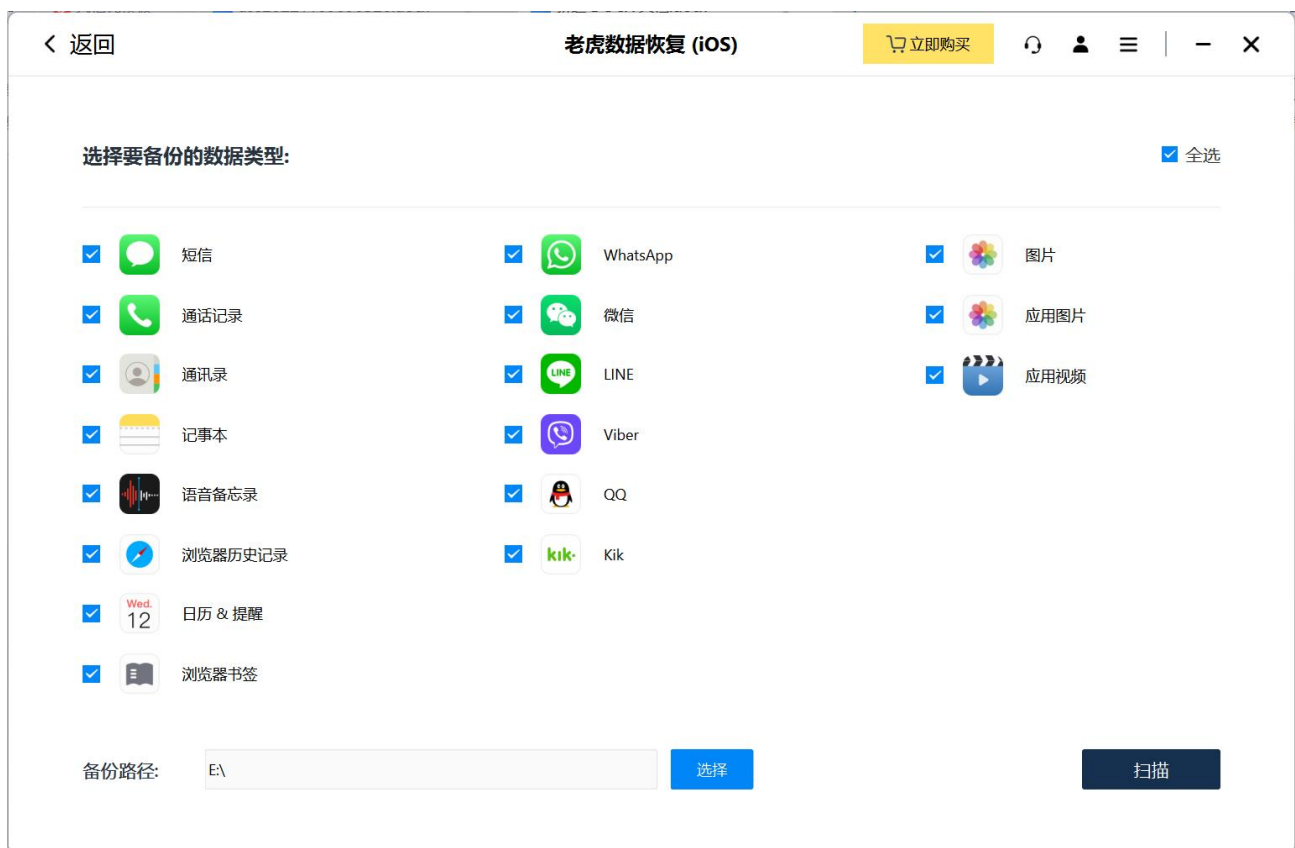 返回
老虎数据恢复 (iOS)
立即购买
选择要备份的数据类型:
全选
短信
WhatsApp
图片
通话记录
微信
应用图片
通讯录
LINE
LINE
应用视频
记事本
Viber
语音备忘录
QQ
浏览器历史记录
kik·
Kik
Wed.
12
日历 & 提醒
浏览器书签
备份路径:
E:\
选择
扫描